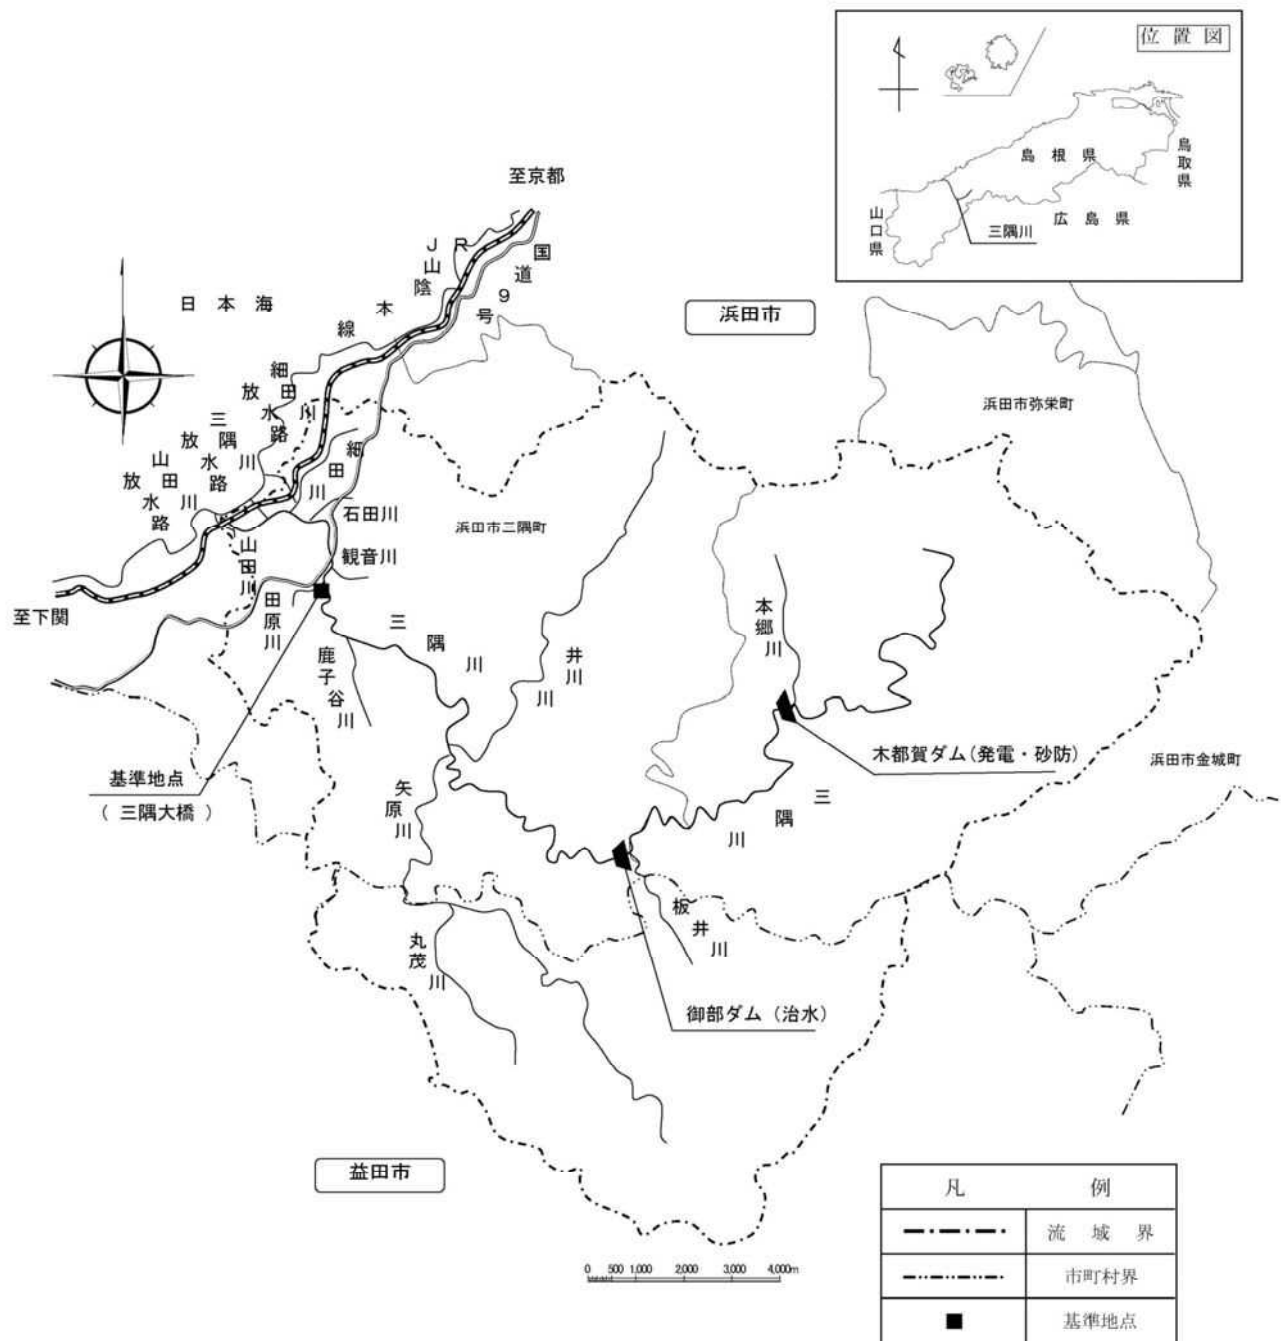 位置図
島根県
鳥取県
広島県
山口県
三隅川
至京都
JR山陰本線
国道9号
日本海
浜田市
浜田市弥栄町
細田川放水路
三隅川放水路
山田川放水路
細田川
石田川
浜田市三隅町
観音川
山田川
田原川
至下関
三隅川
井川川
本郷川
鹿子谷川
木都賀ダム(発電・砂防)
浜田市金城町
基準地点
(三隅大橋)
矢原川
三隅川
板井川
丸茂川
御部ダム(治水)
益田市
凡例
流域界
市町村界
基準地点
0 500 1,000 2,000 3,000 4,000m